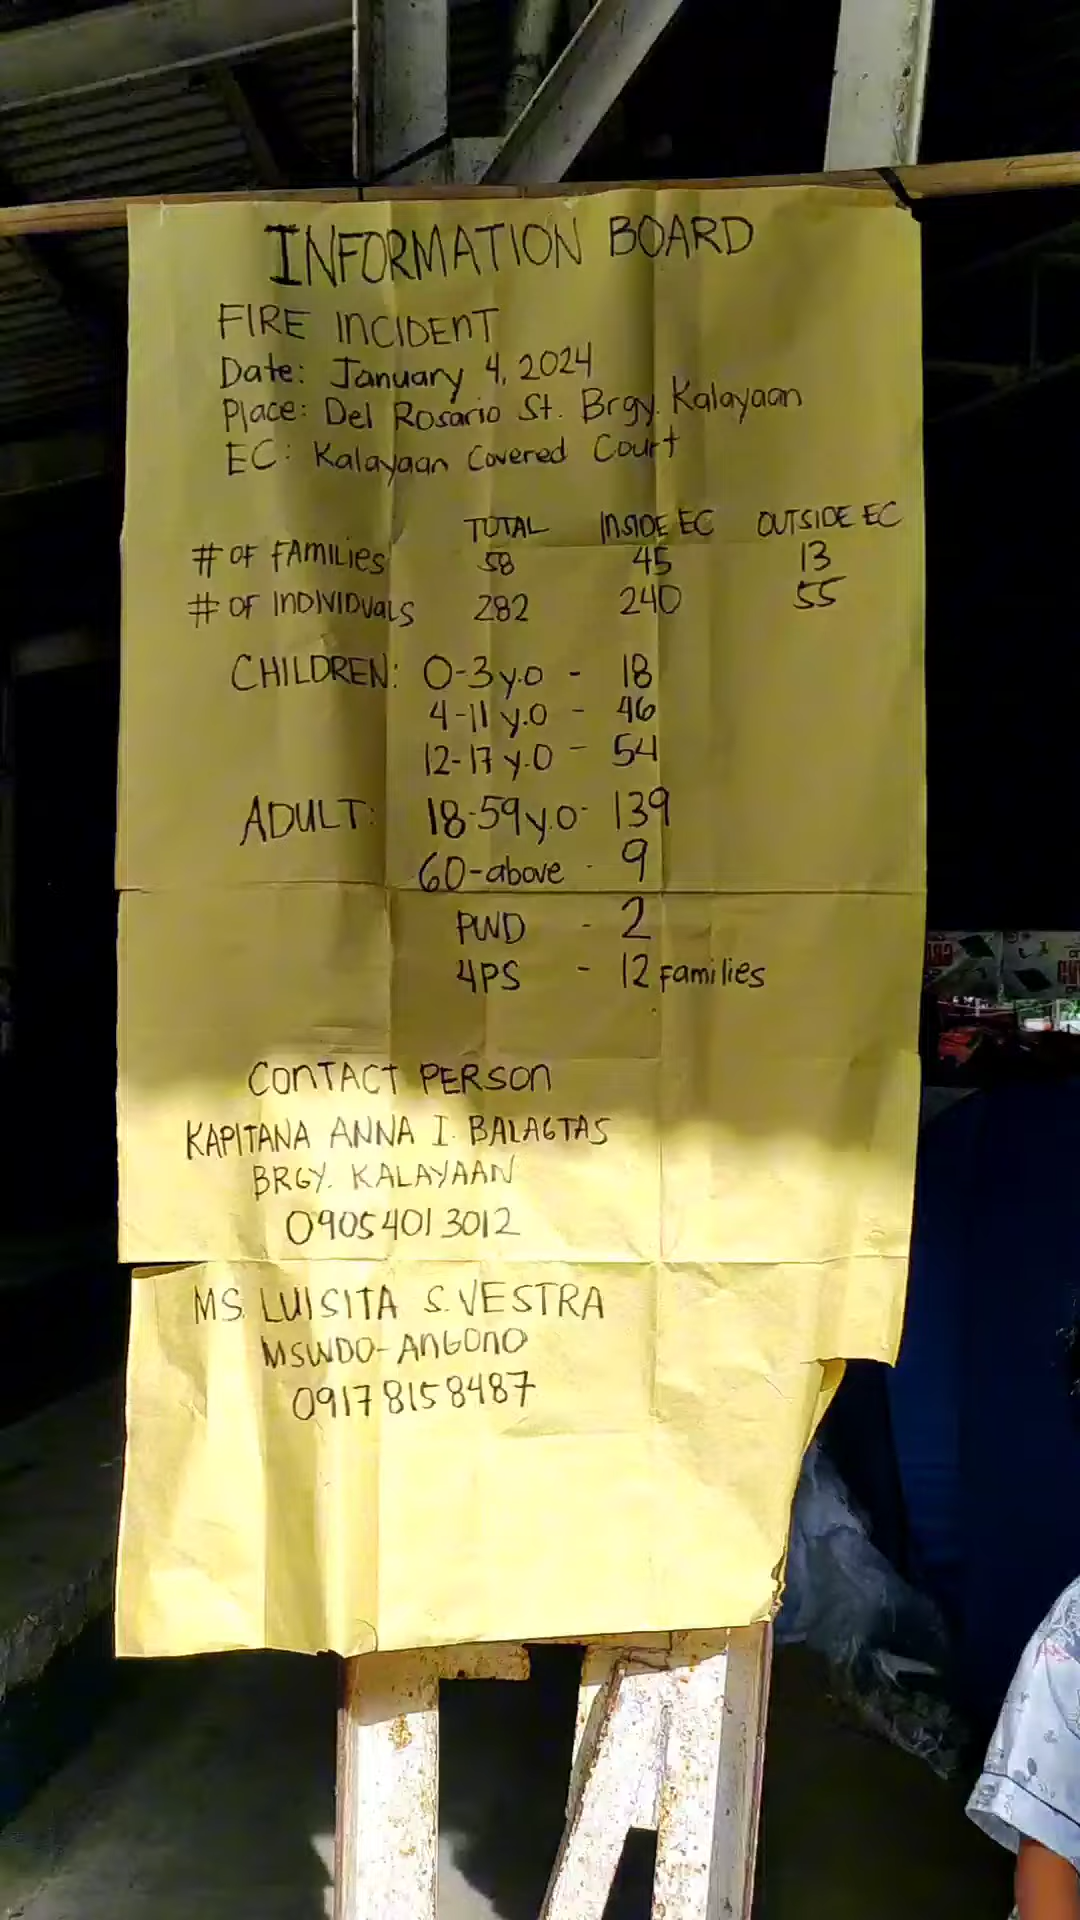 INFORMATION BOARD
FIRE INCIDENT
Date: January 4, 2024
Place: Del Rosario St. Brgy. Kalayaan
EC: Kalayaan Covered Court
TOTAL INSIDE EC OUTSIDE EC
# OF FAMILIES 58 45 13
# OF INDIVIDUALS 282 240 55
CHILDREN: 0-3 y.o - 18
4-11 y.o - 46
12-17 y.o - 54
ADULT: 18-59 y.o - 139
60-above - 9
PWD - 2
4PS - 12 families
CONTACT PERSON
KAPITANA ANNA I. BALAGTAS
BRGY. KALAYAAN
0905 401 3012
MS. LUISITA S. VESTRA
MSWDO-ANGONO
0917 815 8487